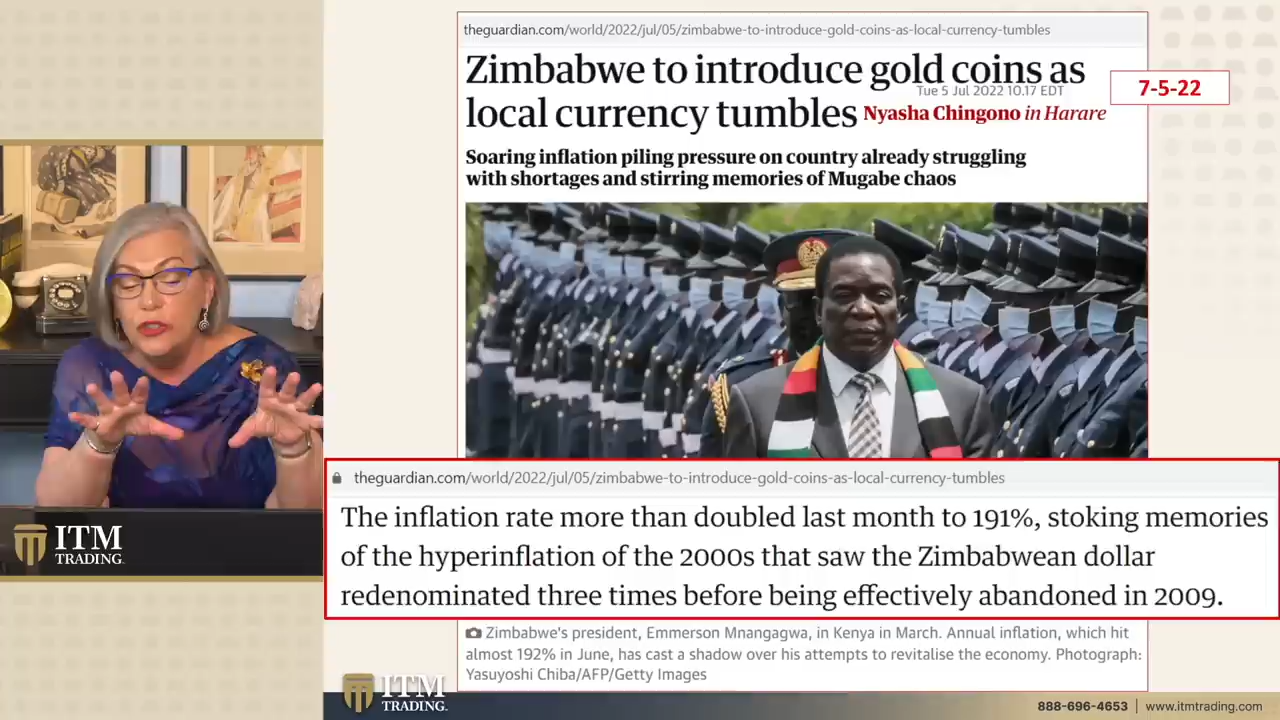 theguardian.com/world/2022/jul/05/zimbabwe-to-introduce-gold-coins-as-local-currency-tumbles
Zimbabwe to introduce gold coins as
local currency tumbles
Tue 5 Jul 2022 10.17 EDT
Nyasha Chingono in Harare
7-5-22
Soaring inflation piling pressure on country already struggling
with shortages and stirring memories of Mugabe chaos
theguardian.com/world/2022/jul/05/zimbabwe-to-introduce-gold-coins-as-local-currency-tumbles
The inflation rate more than doubled last month to 191%, stoking memories
of the hyperinflation of the 2000s that saw the Zimbabwean dollar
redenominated three times before being effectively abandoned in 2009.
Zimbabwe's president, Emmerson Mnangagwa, in Kenya in March. Annual inflation, which hit
almost 192% in June, has cast a shadow over his attempts to revitalise the economy. Photograph:
Yasuyoshi Chiba/AFP/Getty Images
ITM
TRADING
ITM
TRADING
888-696-4653 | www.itmtrading.com